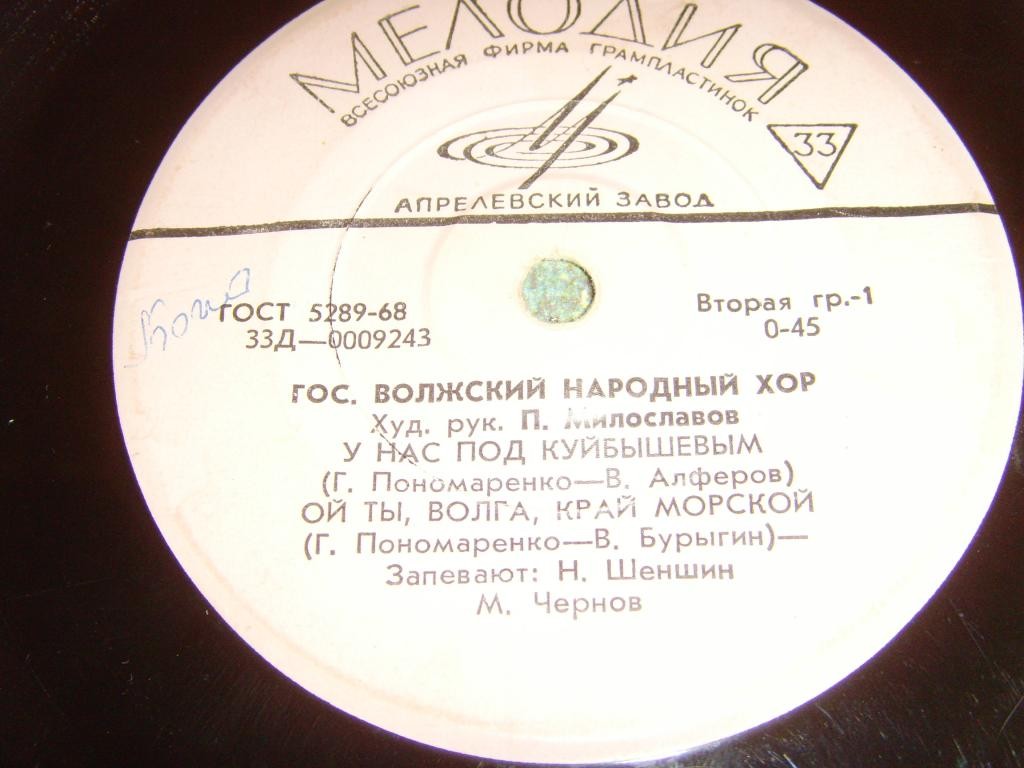 МЕЛОДИЯ
ВСЕСОЮЗНАЯ ФИРМА ГРАМПЛАСТИНОК
33
АПРЕЛЕВСКИЙ ЗАВОД
ГОСТ 5289-68
33Д—0009243
Вторая гр.-1
0-45
ГОС. ВОЛЖСКИЙ НАРОДНЫЙ ХОР
Худ. рук. П. Милославов
У НАС ПОД КУЙБЫШЕВЫМ
(Г. Пономаренко—В. Алферов)
ОЙ ТЫ, ВОЛГА, КРАЙ МОРСКОЙ
(Г. Пономаренко—В. Бурыгин)—
Запевают: Н. Шеншин
М. Чернов